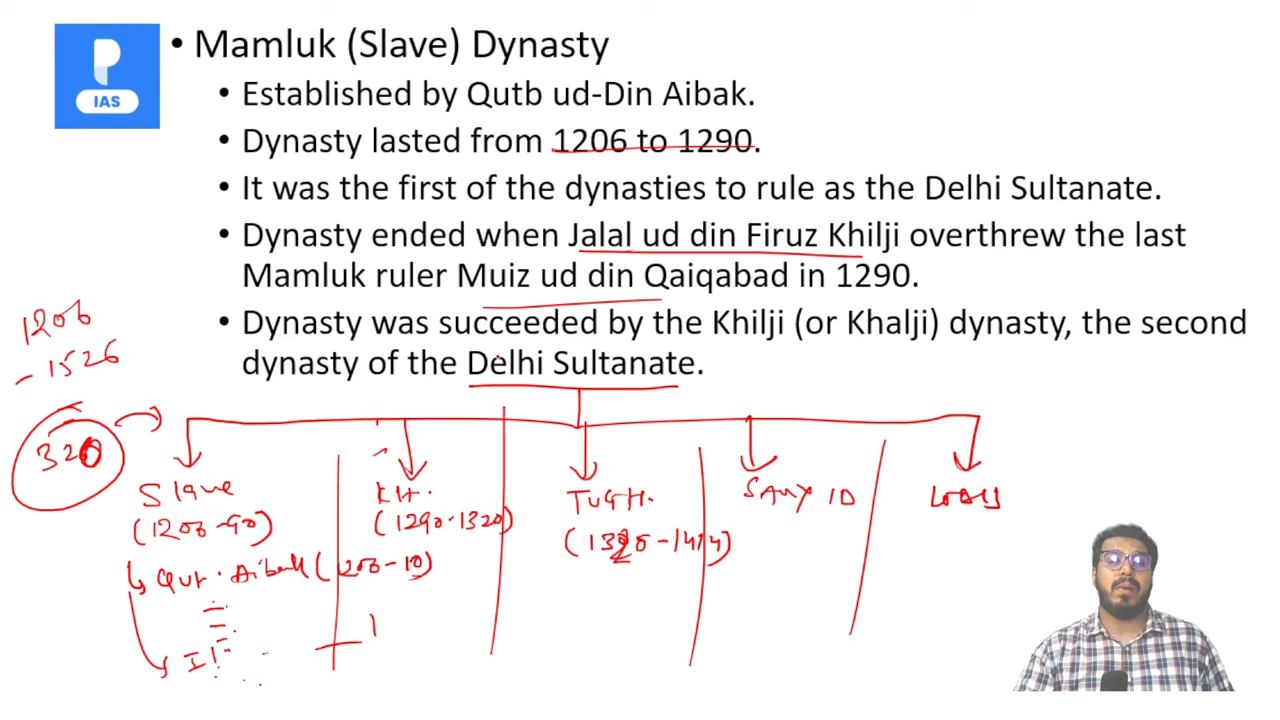 P
IAS
• Mamluk (Slave) Dynasty
• Established by Qutb ud-Din Aibak.
• Dynasty lasted from 1206 to 1290.
• It was the first of the dynasties to rule as the Delhi Sultanate.
• Dynasty ended when Jalal ud din Firuz Khilji overthrew the last
Mamluk ruler Muiz ud din Qaiqabad in 1290.
• Dynasty was succeeded by the Khilji (or Khalji) dynasty, the second
dynasty of the Delhi Sultanate.
1206
- 1526
320
Slave
(1206-90)
Qut. Aibak (1206-10)
KH.
(1290-1320)
TUGH.
(1320-1414)
SAYYID
LODHI